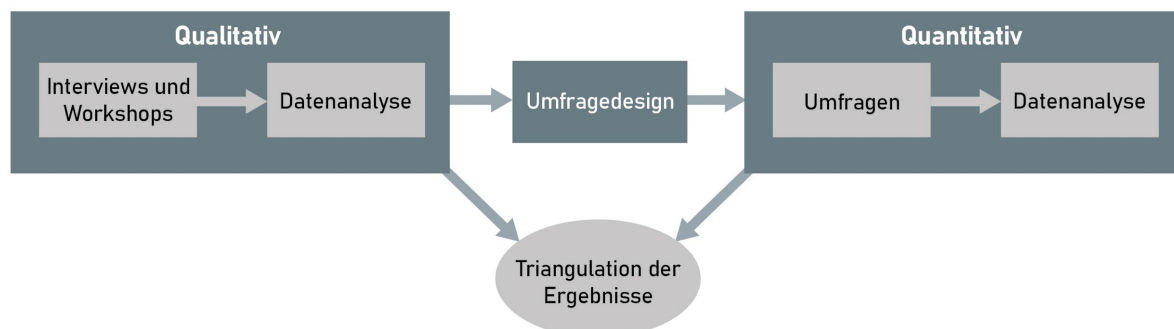 Qualitativ
Interviews und
Workshops
Datenanalyse
Umfragedesign
Quantitativ
Umfragen
Datenanalyse
Triangulation der
Ergebnisse